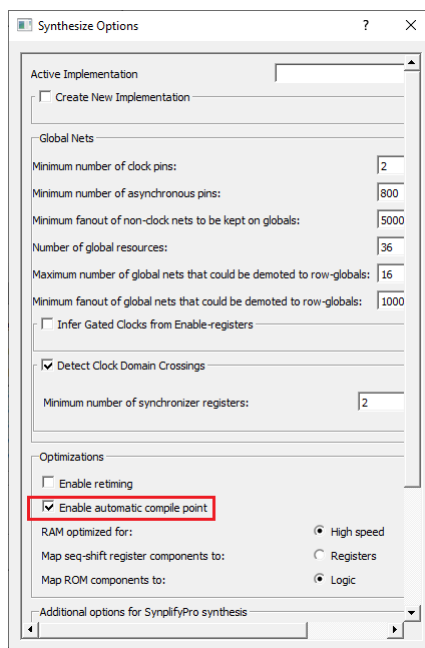 Synthesize Options ? ×
Active Implementation
Create New Implementation
Global Nets
Minimum number of clock pins: 2
Minimum number of asynchronous pins: 800
Minimum fanout of non-clock nets to be kept on globals: 5000
Number of global resources: 36
Maximum number of global nets that could be demoted to row-globals: 16
Minimum fanout of global nets that could be demoted to row-globals: 1000
Infer Gated Clocks from Enable-registers
Detect Clock Domain Crossings
Minimum number of synchronizer registers: 2
Optimizations
Enable retiming
Enable automatic compile point
RAM optimized for: High speed
Map seq-shift register components to: Registers
Map ROM components to: Logic
Additional options for SynplifyPro synthesis